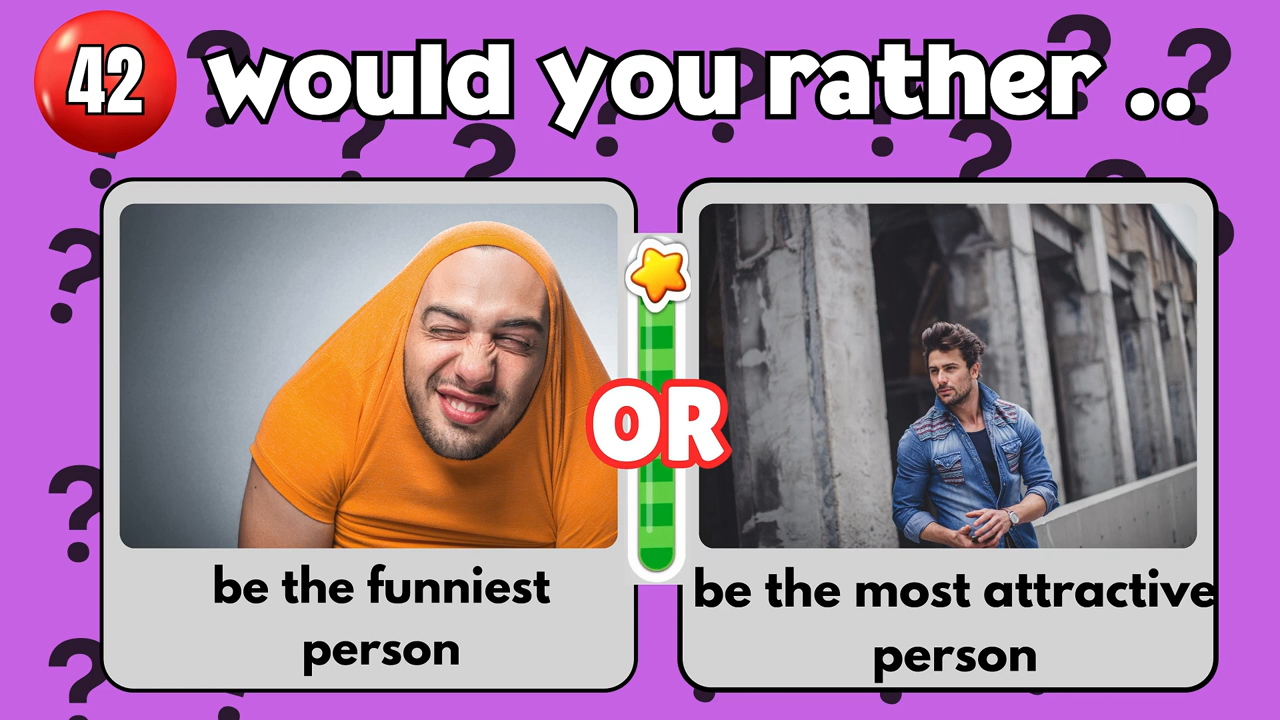 42 would you rather ..
OR
be the funniest
person
be the most attractive
person